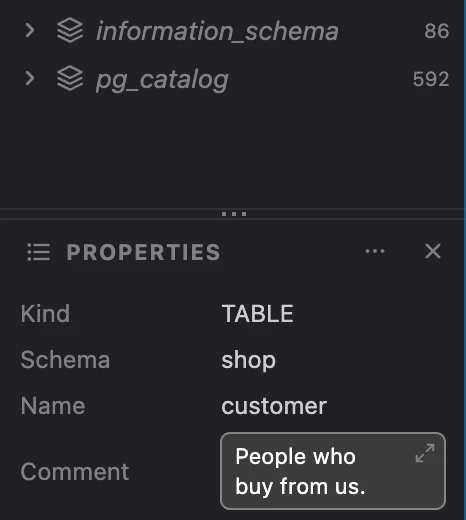 information_schema 86
pg_catalog 592
PROPERTIES
Kind TABLE
Schema shop
Name customer
Comment People who
buy from us.